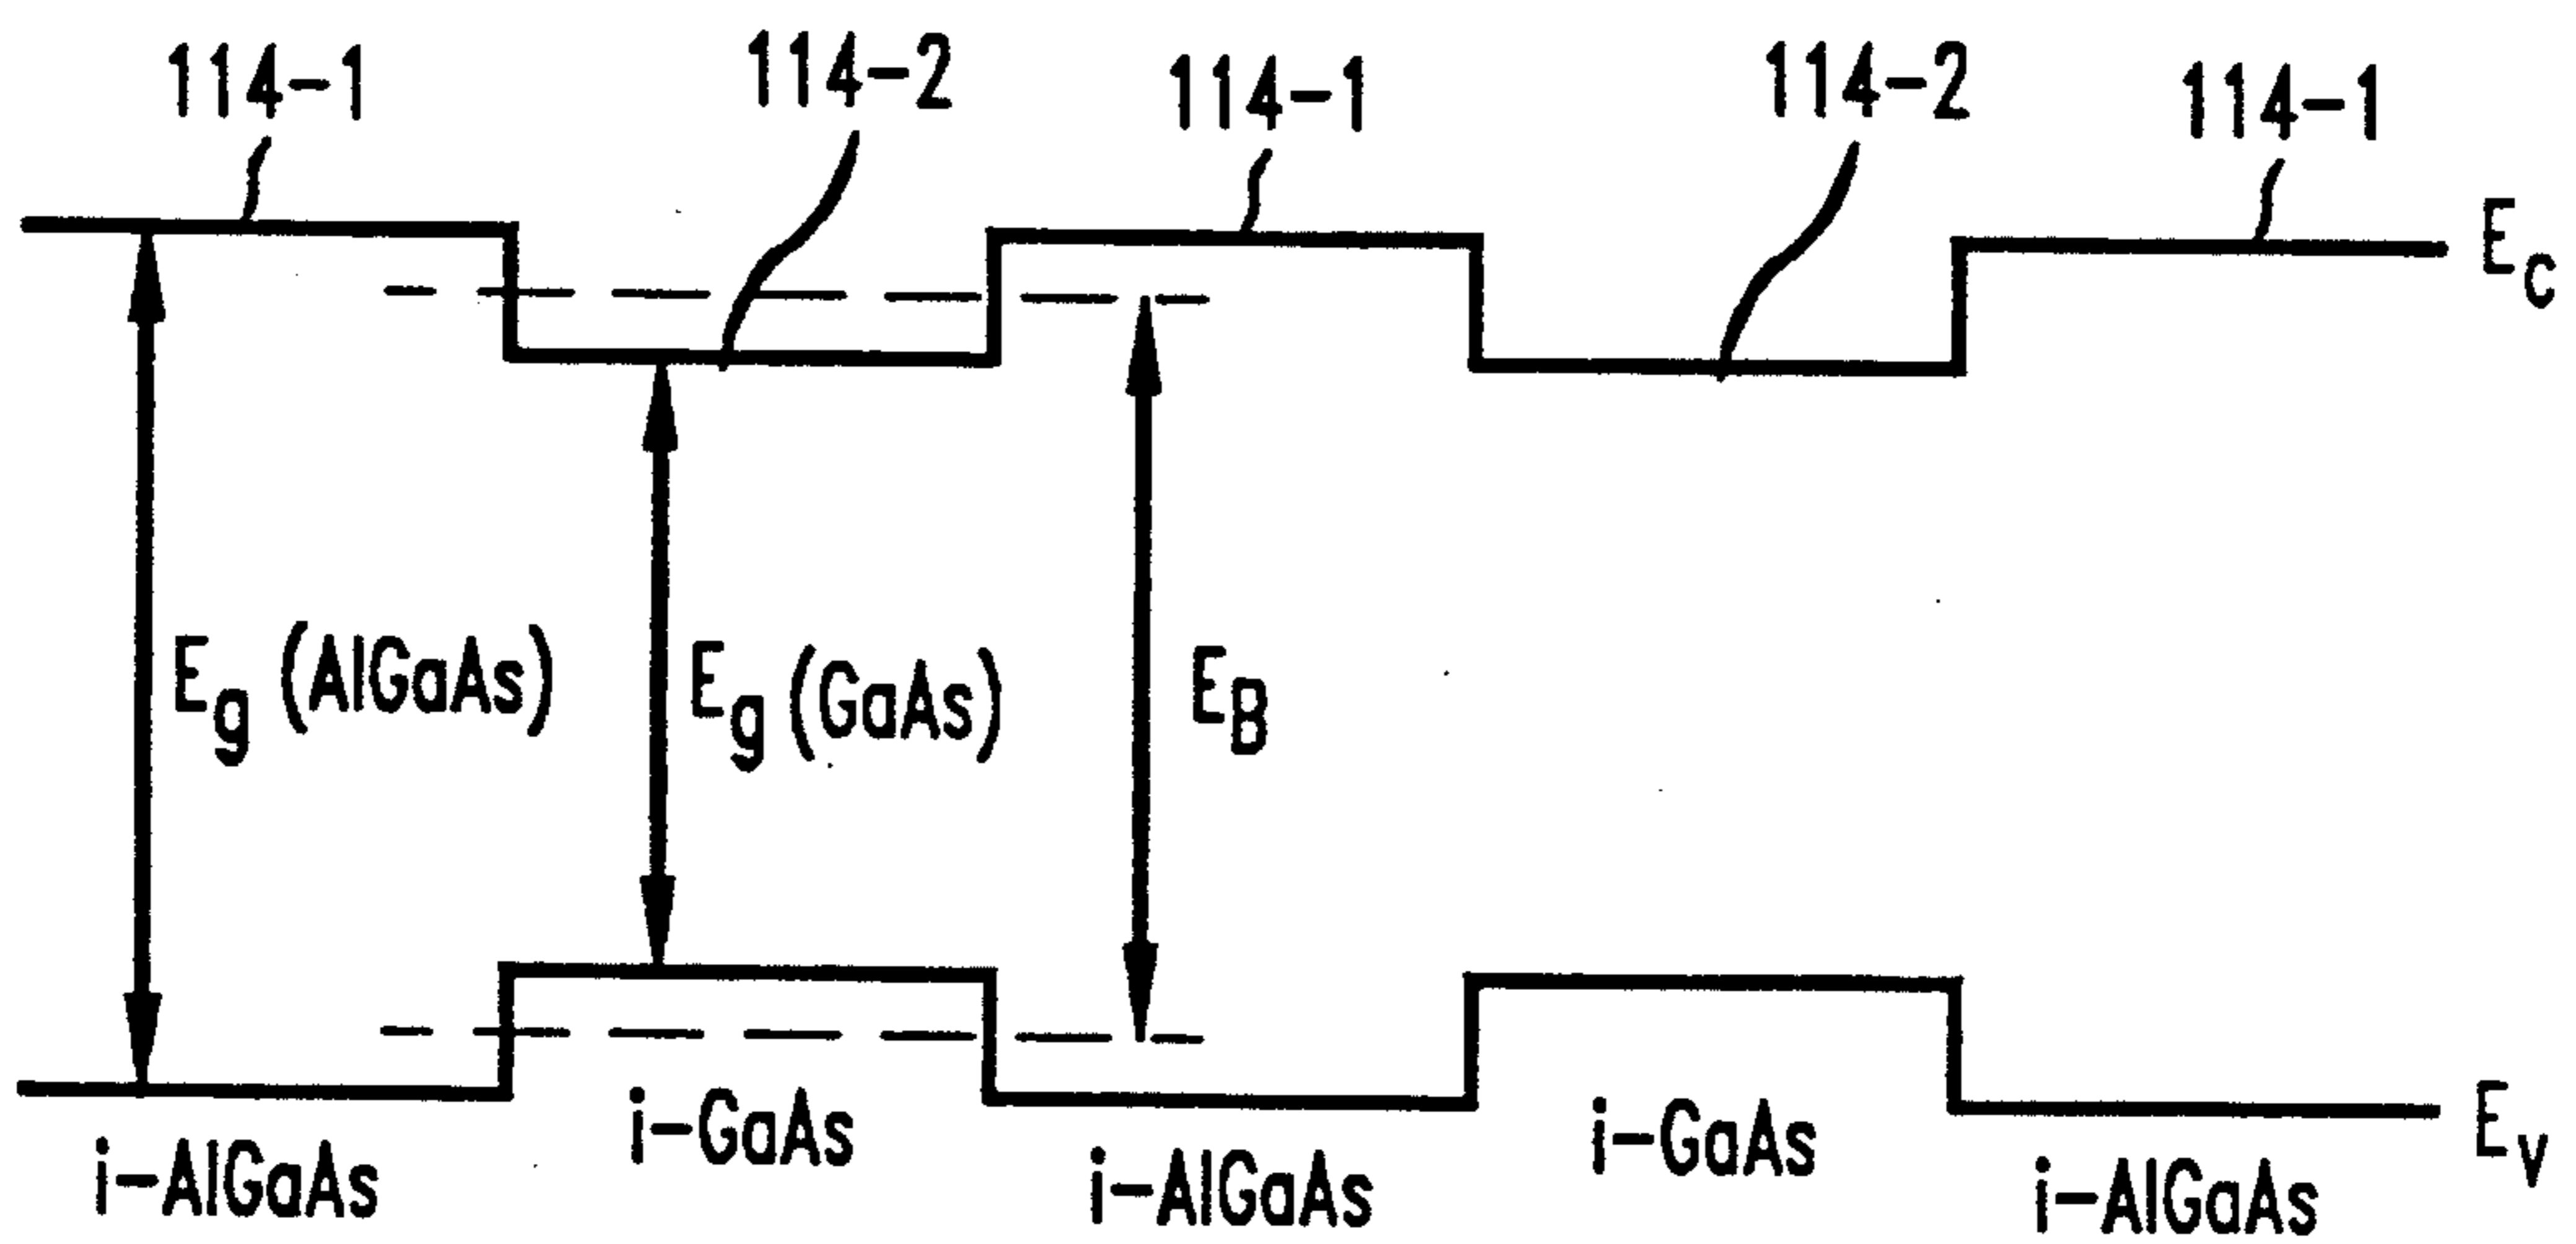 114-1
114-2
114-1
114-2
114-1
Ec
Eg (AlGaAs)
Eg (GaAs)
EB
i-AlGaAs
i-GaAs
i-AlGaAs
i-GaAs
i-AlGaAs
Ev